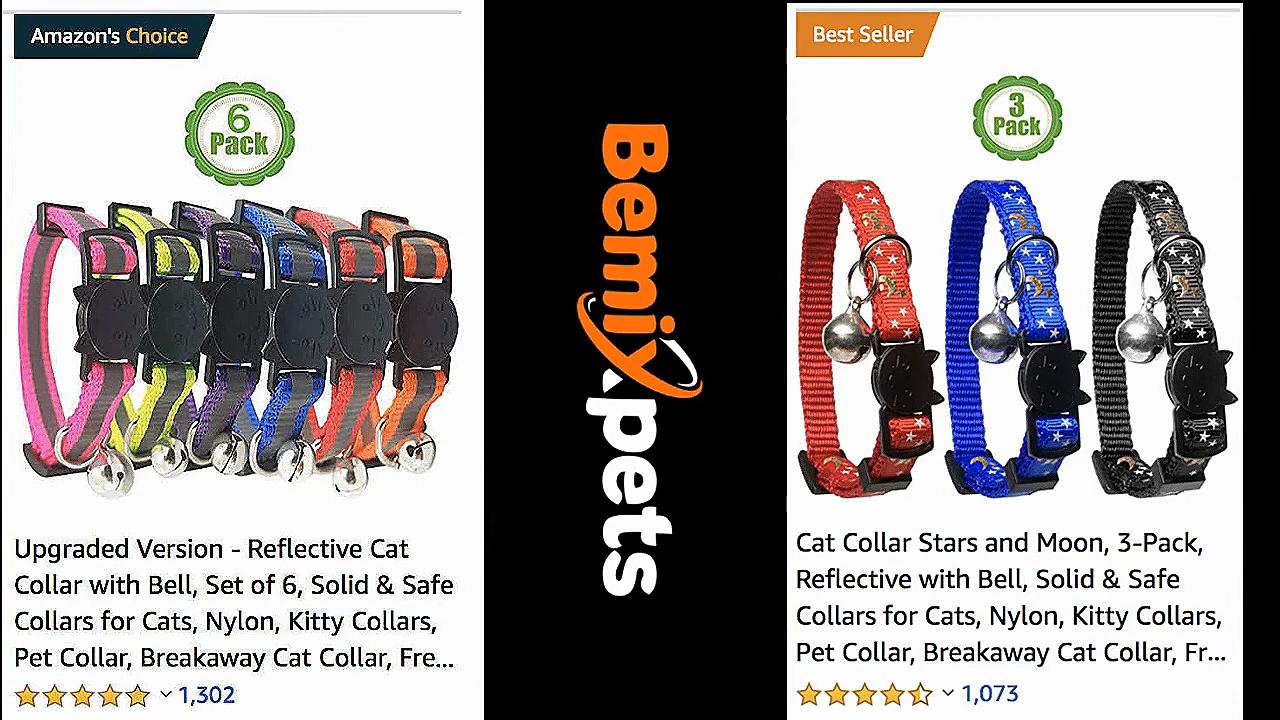 Amazon's Choice
6
Pack
Upgraded Version - Reflective Cat
Collar with Bell, Set of 6, Solid & Safe
Collars for Cats, Nylon, Kitty Collars,
Pet Collar, Breakaway Cat Collar, Fre...
1,302
Bemixpets
Best Seller
3
Pack
Cat Collar Stars and Moon, 3-Pack,
Reflective with Bell, Solid & Safe
Collars for Cats, Nylon, Kitty Collars,
Pet Collar, Breakaway Cat Collar, Fr...
1,073